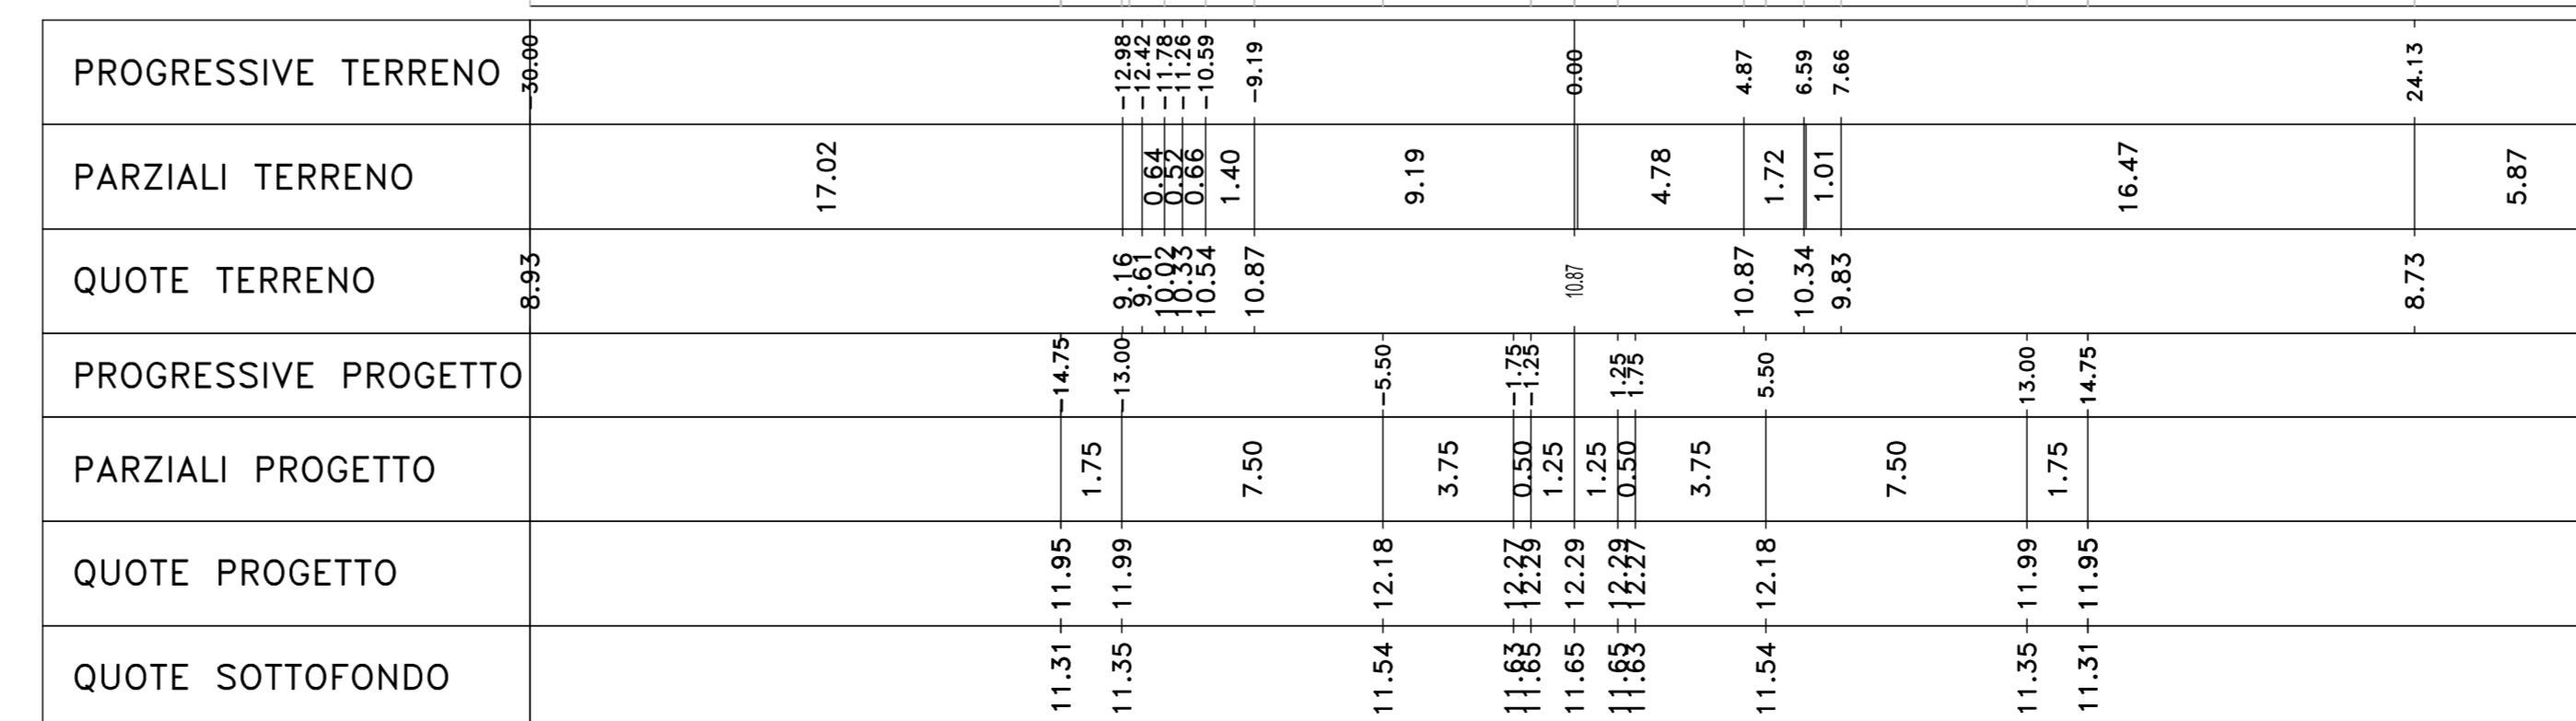 PROGRESSIVE TERRENO -30.00 -12.98 -12.42 -11.78 -11.26 -10.59 -9.19 0.00 4.87 6.59 7.66 24.13
PARZIALI TERRENO 17.02 0.64 0.52 0.66 1.40 9.19 4.78 1.72 1.01 16.47 5.87
QUOTE TERRENO 8.93 9.16 9.61 10.02 10.33 10.54 10.87 10.87 10.87 10.34 9.83 8.73
PROGRESSIVE PROGETTO -14.75 -13.00 -5.50 -1.75 -1.25 1.25 1.75 5.50 13.00 14.75
PARZIALI PROGETTO 1.75 7.50 3.75 0.50 1.25 1.25 0.50 3.75 7.50 1.75
QUOTE PROGETTO 11.95 11.99 12.18 12.27 12.29 12.29 12.29 12.27 12.18 11.99 11.95
QUOTE SOTTOFONDO 11.31 11.35 11.54 11.63 11.65 11.65 11.65 11.63 11.54 11.35 11.31